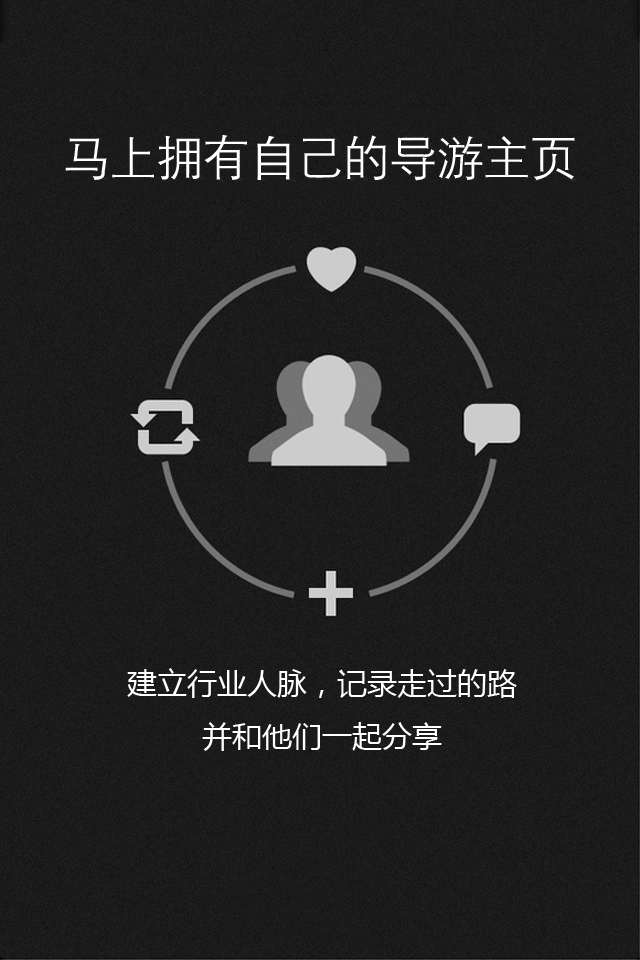 马上拥有自己的导游主页
建立行业人脉，记录走过的路
并和他们一起分享